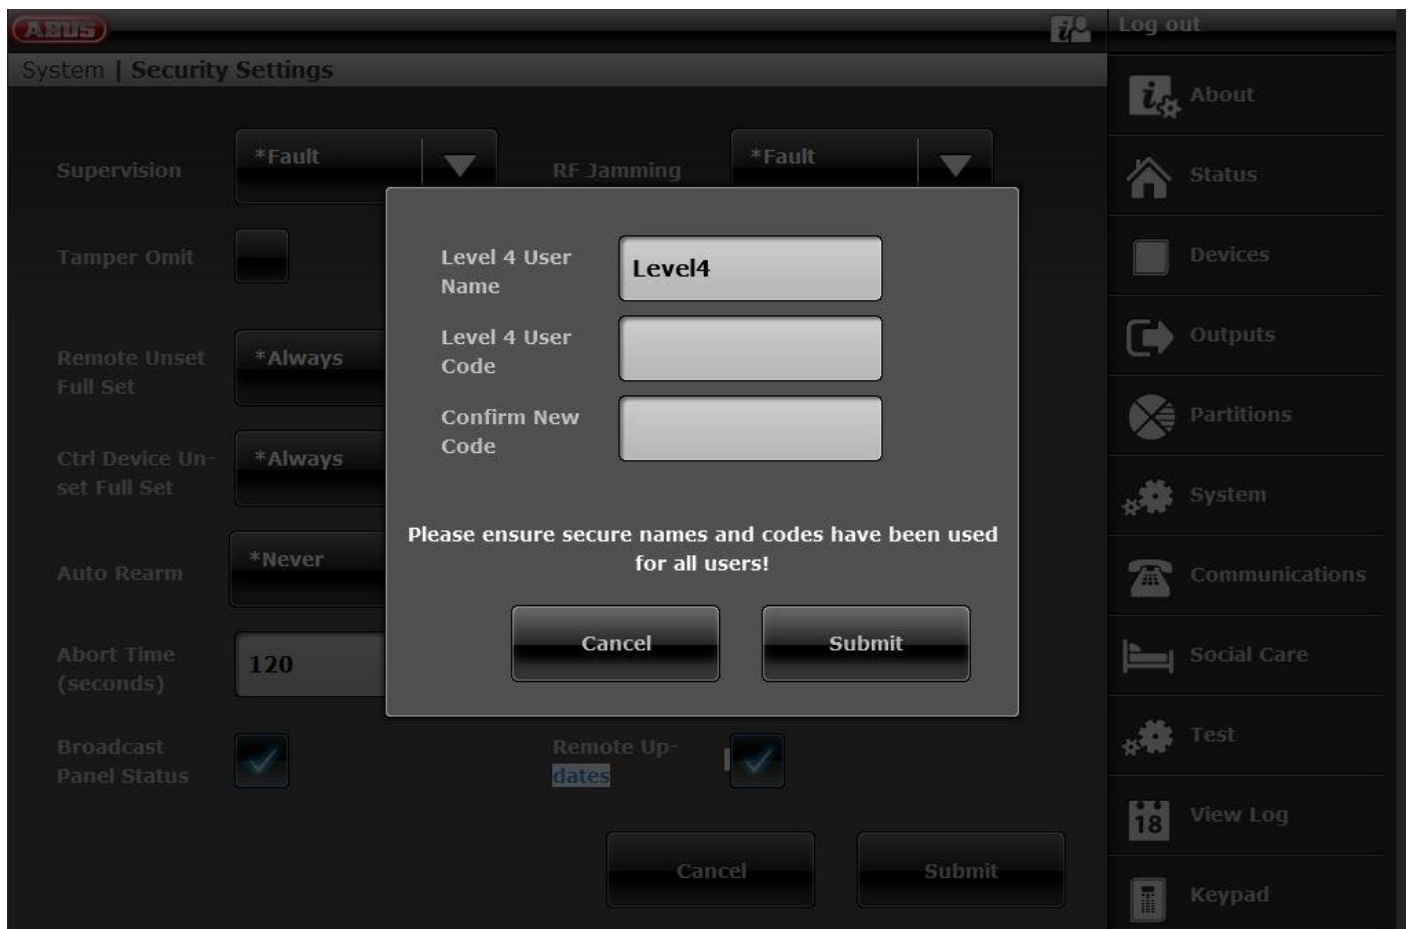 ABUS
Log out
System | Security Settings
About
Supervision
*Fault
RF Jamming
*Fault
Status
Tamper Omit
Devices
Level 4 User
Name
Level4
Level 4 User
Code
Confirm New
Code
Please ensure secure names and codes have been used
for all users!
Cancel
Submit
Remote Unset
Full Set
*Always
Ctrl Device Un-
set Full Set
*Always
Auto Rearm
*Never
Abort Time
(seconds)
120
Broadcast
Panel Status
Remote Up-
dates
Cancel
Submit
Outputs
Partitions
System
Communications
Social Care
Test
18
View Log
Keypad